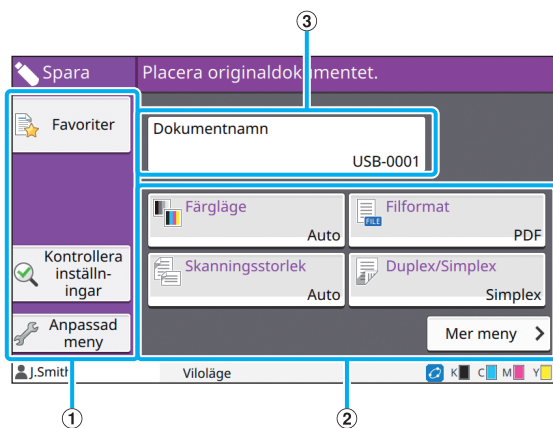 ③
Spara
Placera originaldokumentet.
Favoriter
Dokumentnamn
USB-0001
Färgläge
Auto
Filformat
FILE
PDF
Kontrollera
inställn-
ingar
Skanningsstorlek
Auto
Duplex/Simplex
Simplex
Anpassad
meny
Mer meny
J.Smith
Viloläge
K C M Y
① ②